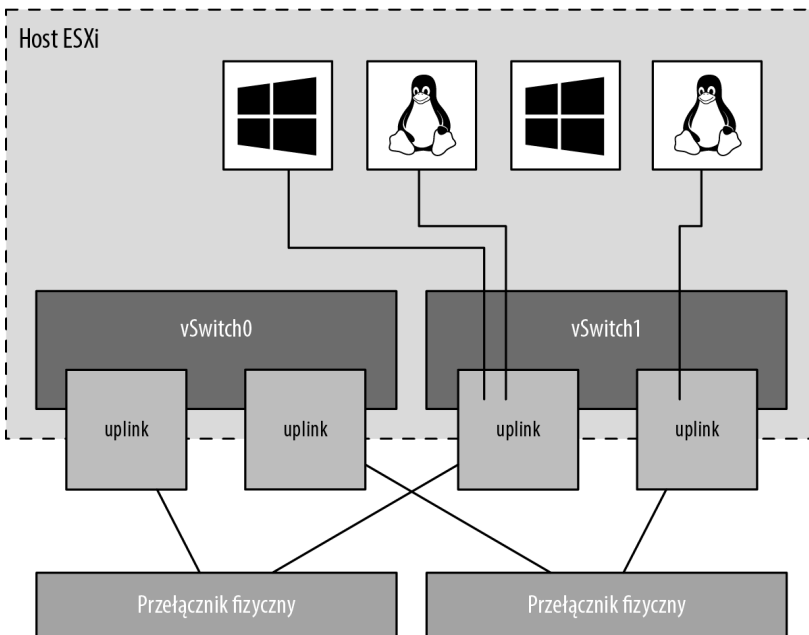 Host ESXi
vSwitch0
vSwitch1
uplink
uplink
uplink
uplink
Przełącznik fizyczny
Przełącznik fizyczny